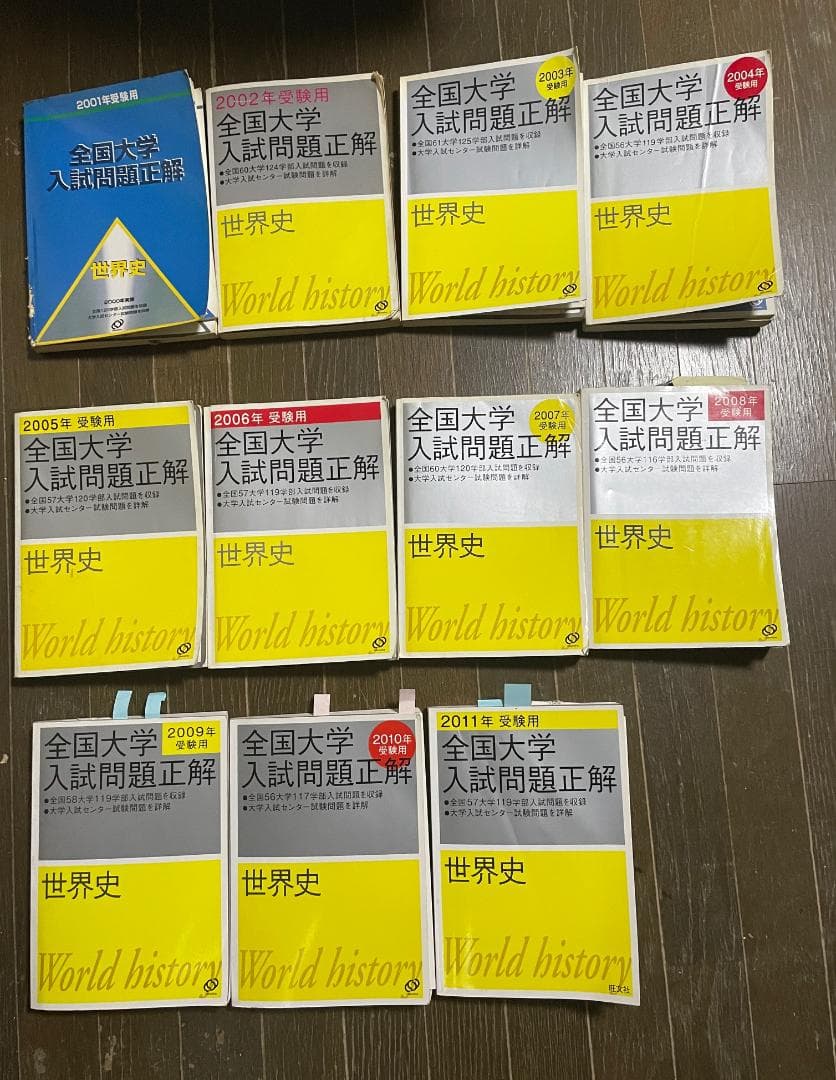 2001年受験用
全国大学
入試問題正解
世界史
2000年実施
大学入試センター試験問題を詳解
2002年受験用
全国大学
入試問題正解
●全国60大学124学部入試問題を収録
●大学入試センター試験問題を詳解
世界史
World history
2003年
受験用
全国大学
入試問題正解
●全国61大学125学部入試問題を収録
●大学入試センター試験問題を詳解
世界史
World history
2004年
受験用
全国大学
入試問題正解
●全国56大学119学部入試問題を収録
●大学入試センター試験問題を詳解
世界史
World history
2005年 受験用
全国大学
入試問題正解
●全国57大学120学部入試問題を収録
●大学入試センター試験問題を詳解
世界史
World history
2006年 受験用
全国大学
入試問題正解
●全国57大学119学部入試問題を収録
●大学入試センター試験問題を詳解
世界史
World history
2007年
受験用
全国大学
入試問題正解
●全国60大学120学部入試問題を収録
●大学入試センター試験問題を詳解
世界史
World history
2008年
受験用
全国大学
入試問題正解
●全国56大学116学部入試問題を収録
●大学入試センター試験問題を詳解
世界史
World history
2009年
受験用
全国大学
入試問題正解
●全国58大学119学部入試問題を収録
●大学入試センター試験問題を詳解
世界史
World history
2010年
受験用
全国大学
入試問題正解
●全国56大学117学部入試問題を収録
●大学入試センター試験問題を詳解
世界史
World history
2011年 受験用
全国大学
入試問題正解
●全国57大学119学部入試問題を収録
●大学入試センター試験問題を詳解
世界史
World history
旺文社